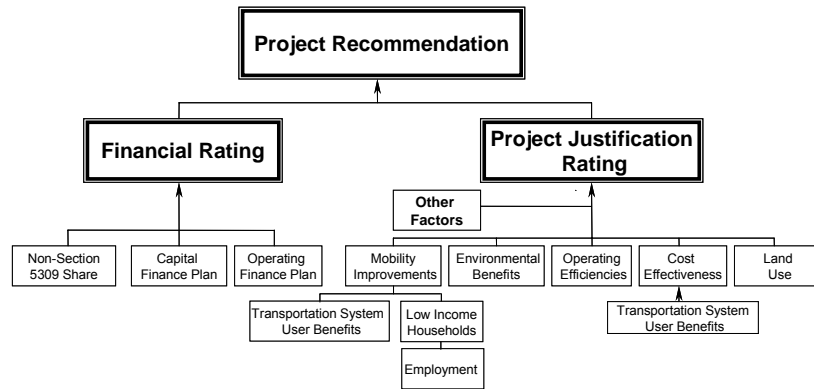 Project Recommendation
Financial Rating
Project Justification
Rating
Other
Factors
Non-Section
5309 Share
Capital
Finance Plan
Operating
Finance Plan
Mobility
Improvements
Environmental
Benefits
Operating
Efficiencies
Cost
Effectiveness
Land
Use
Transportation System
User Benefits
Low Income
Households
Transportation System
User Benefits
Employment